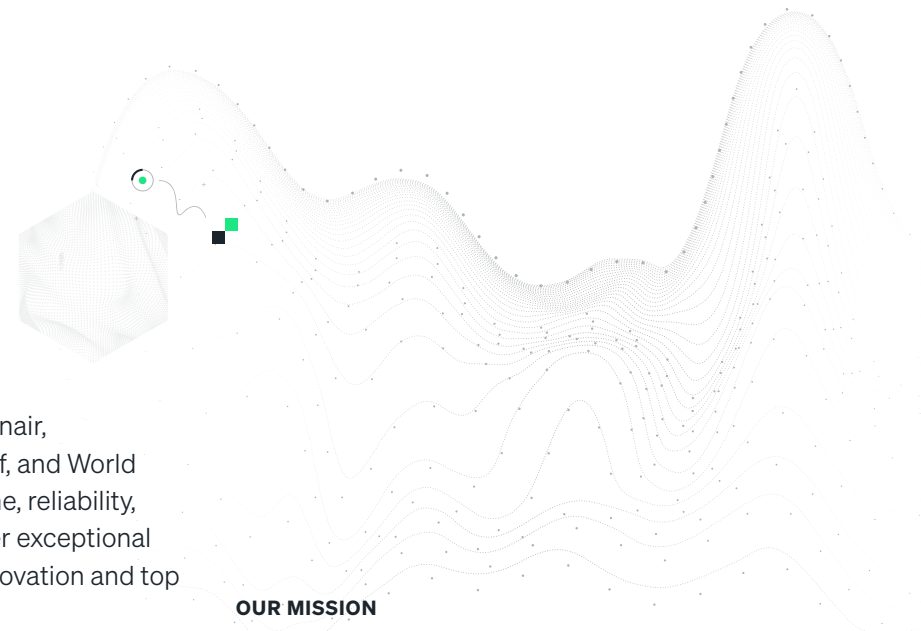 nair,
f, and World
e, reliability,
r exceptional
ovation and top
OUR MISSION